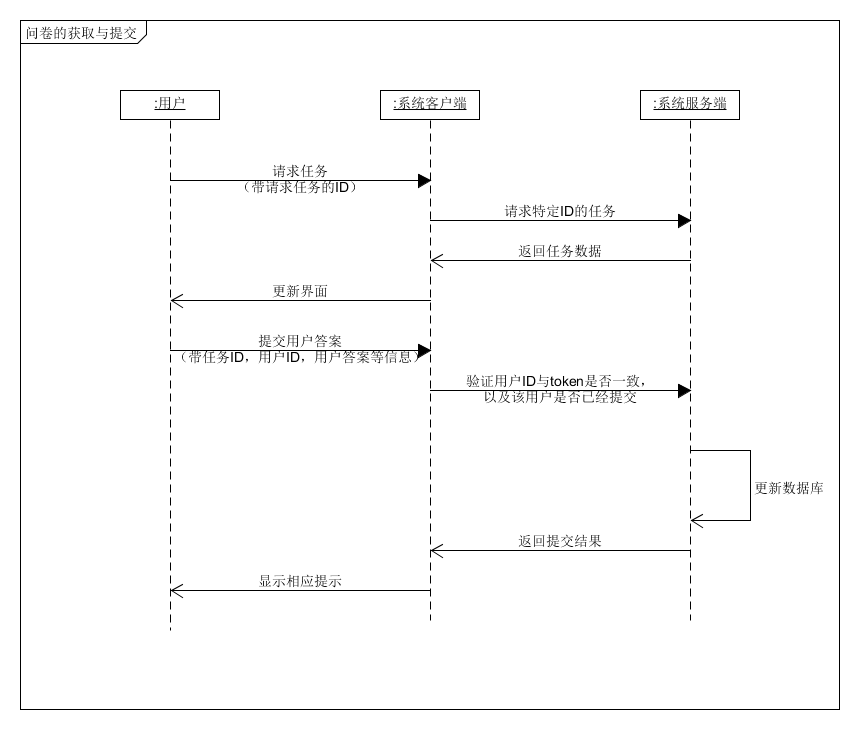 问卷的获取与提交
:用户
:系统客户端
:系统服务端
请求任务
（带请求任务的ID）
请求特定ID的任务
返回任务数据
更新界面
提交用户答案
（带任务ID，用户ID，用户答案等信息）
验证用户ID与token是否一致，
以及该用户是否已经提交
更新数据库
返回提交结果
显示相应提示